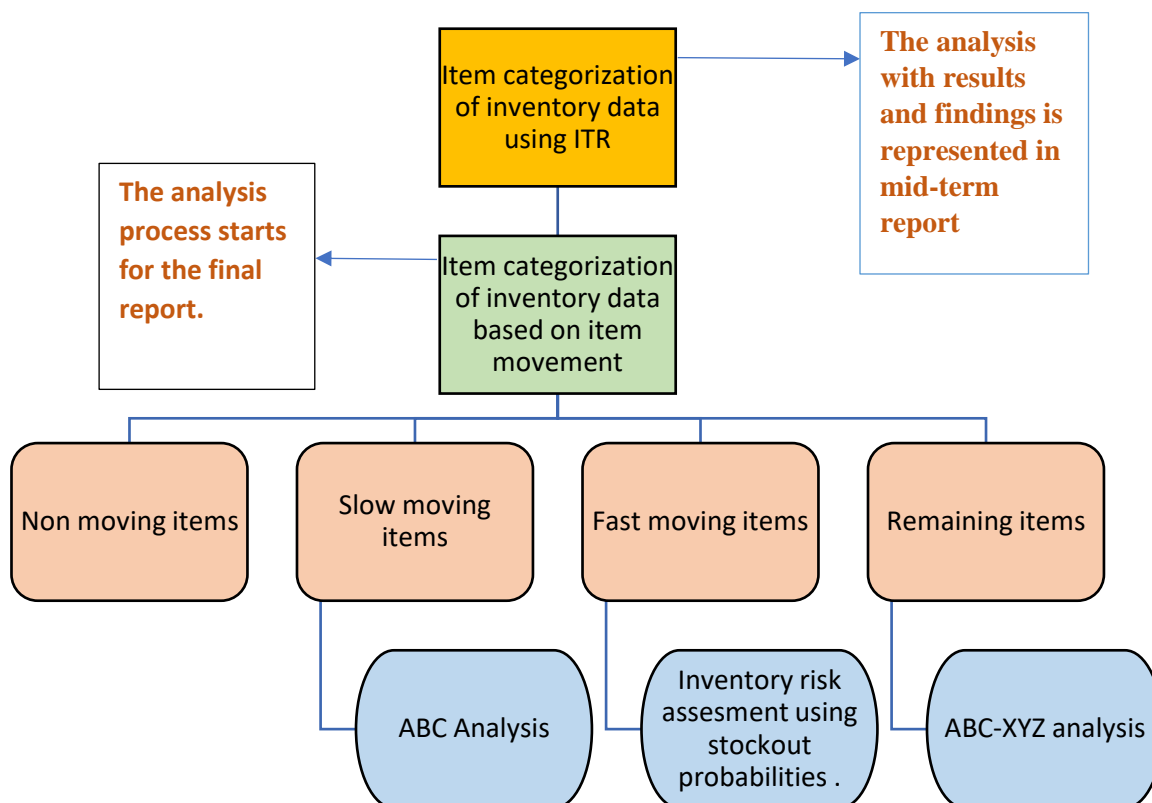 Item categorization
of inventory data
using ITR
The analysis
with results
and findings is
represented in
mid-term
report
The analysis
process starts
for the final
report.
Item categorization
of inventory data
based on item
movement
Non moving items
Slow moving
items
Fast moving items
Remaining items
ABC Analysis
Inventory risk
assesment using
stockout
probabilities .
ABC-XYZ analysis